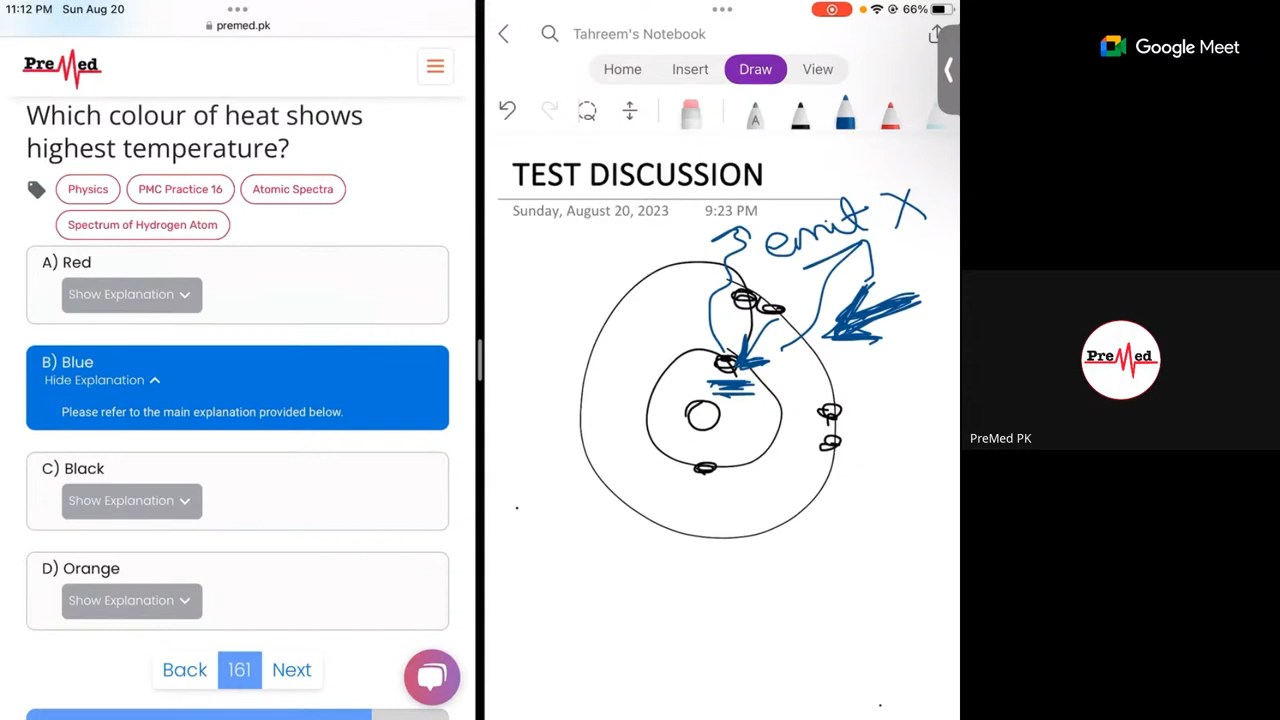 11:12 PM Sun Aug 20
premed.pk
PreMed
Which colour of heat shows
highest temperature?
Physics
PMC Practice 16
Atomic Spectra
Spectrum of Hydrogen Atom
A) Red
Show Explanation
B) Blue
Hide Explanation
Please refer to the main explanation provided below.
C) Black
Show Explanation
D) Orange
Show Explanation
Back 161 Next
66%
Tahreem's Notebook
Home Insert Draw View
A
TEST DISCUSSION
Sunday, August 20, 2023 9:23 PM
emit X
Google Meet
PreMed
PreMed PK